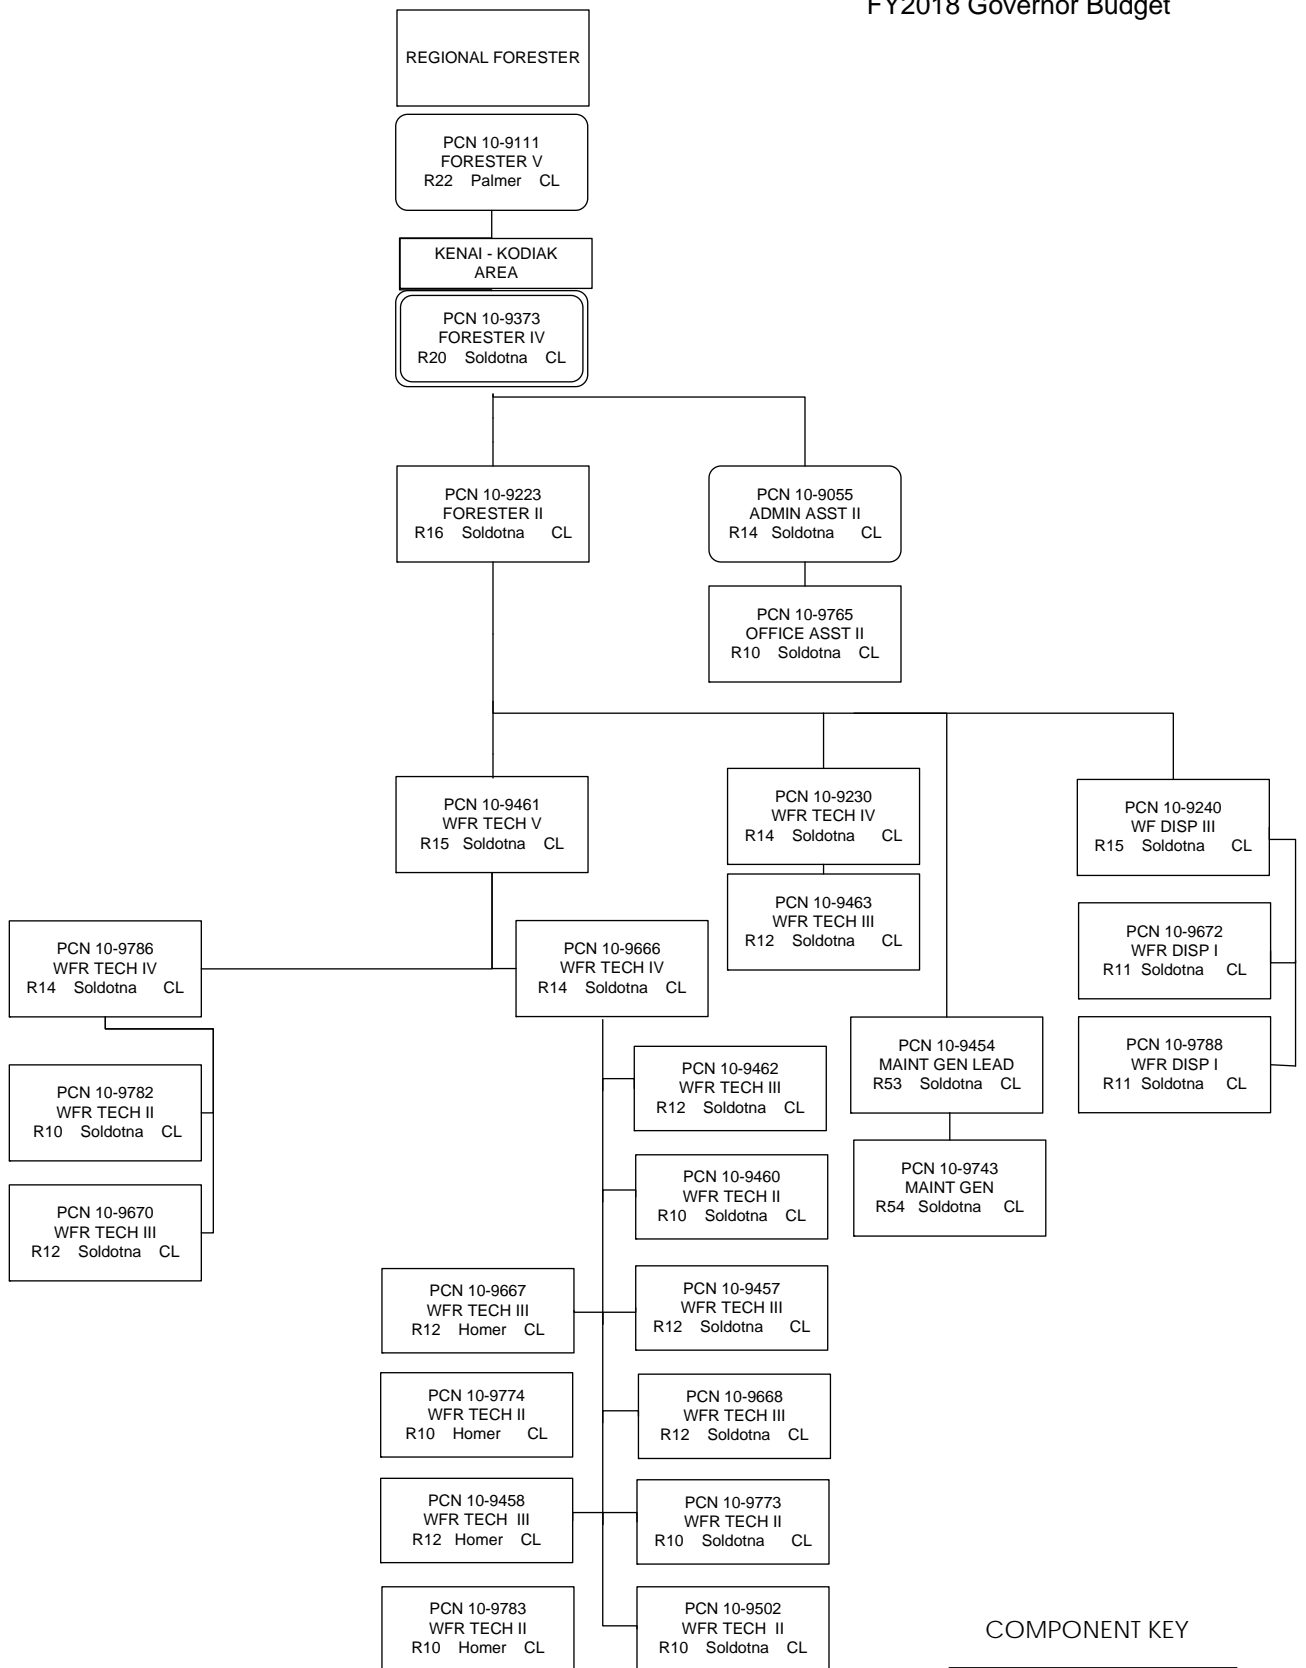 FY2018 Governor Budget
REGIONAL FORESTER
PCN 10-9111
FORESTER V
R22 Palmer CL
KENAI - KODIAK
AREA
PCN 10-9373
FORESTER IV
R20 Soldotna CL
PCN 10-9223
FORESTER II
R16 Soldotna CL
PCN 10-9055
ADMIN ASST II
R14 Soldotna CL
PCN 10-9765
OFFICE ASST II
R10 Soldotna CL
PCN 10-9461
WFR TECH V
R15 Soldotna CL
PCN 10-9230
WFR TECH IV
R14 Soldotna CL
PCN 10-9240
WF DISP III
R15 Soldotna CL
PCN 10-9463
WFR TECH III
R12 Soldotna CL
PCN 10-9786
WFR TECH IV
R14 Soldotna CL
PCN 10-9666
WFR TECH IV
R14 Soldotna CL
PCN 10-9672
WFR DISP I
R11 Soldotna CL
PCN 10-9454
MAINT GEN LEAD
R53 Soldotna CL
PCN 10-9788
WFR DISP I
R11 Soldotna CL
PCN 10-9782
WFR TECH II
R10 Soldotna CL
PCN 10-9462
WFR TECH III
R12 Soldotna CL
PCN 10-9743
MAINT GEN
R54 Soldotna CL
PCN 10-9670
WFR TECH III
R12 Soldotna CL
PCN 10-9460
WFR TECH II
R10 Soldotna CL
PCN 10-9667
WFR TECH III
R12 Homer CL
PCN 10-9457
WFR TECH III
R12 Soldotna CL
PCN 10-9774
WFR TECH II
R10 Homer CL
PCN 10-9668
WFR TECH III
R12 Soldotna CL
PCN 10-9458
WFR TECH III
R12 Homer CL
PCN 10-9773
WFR TECH II
R10 Soldotna CL
PCN 10-9783
WFR TECH II
R10 Homer CL
PCN 10-9502
WFR TECH II
R10 Soldotna CL
COMPONENT KEY